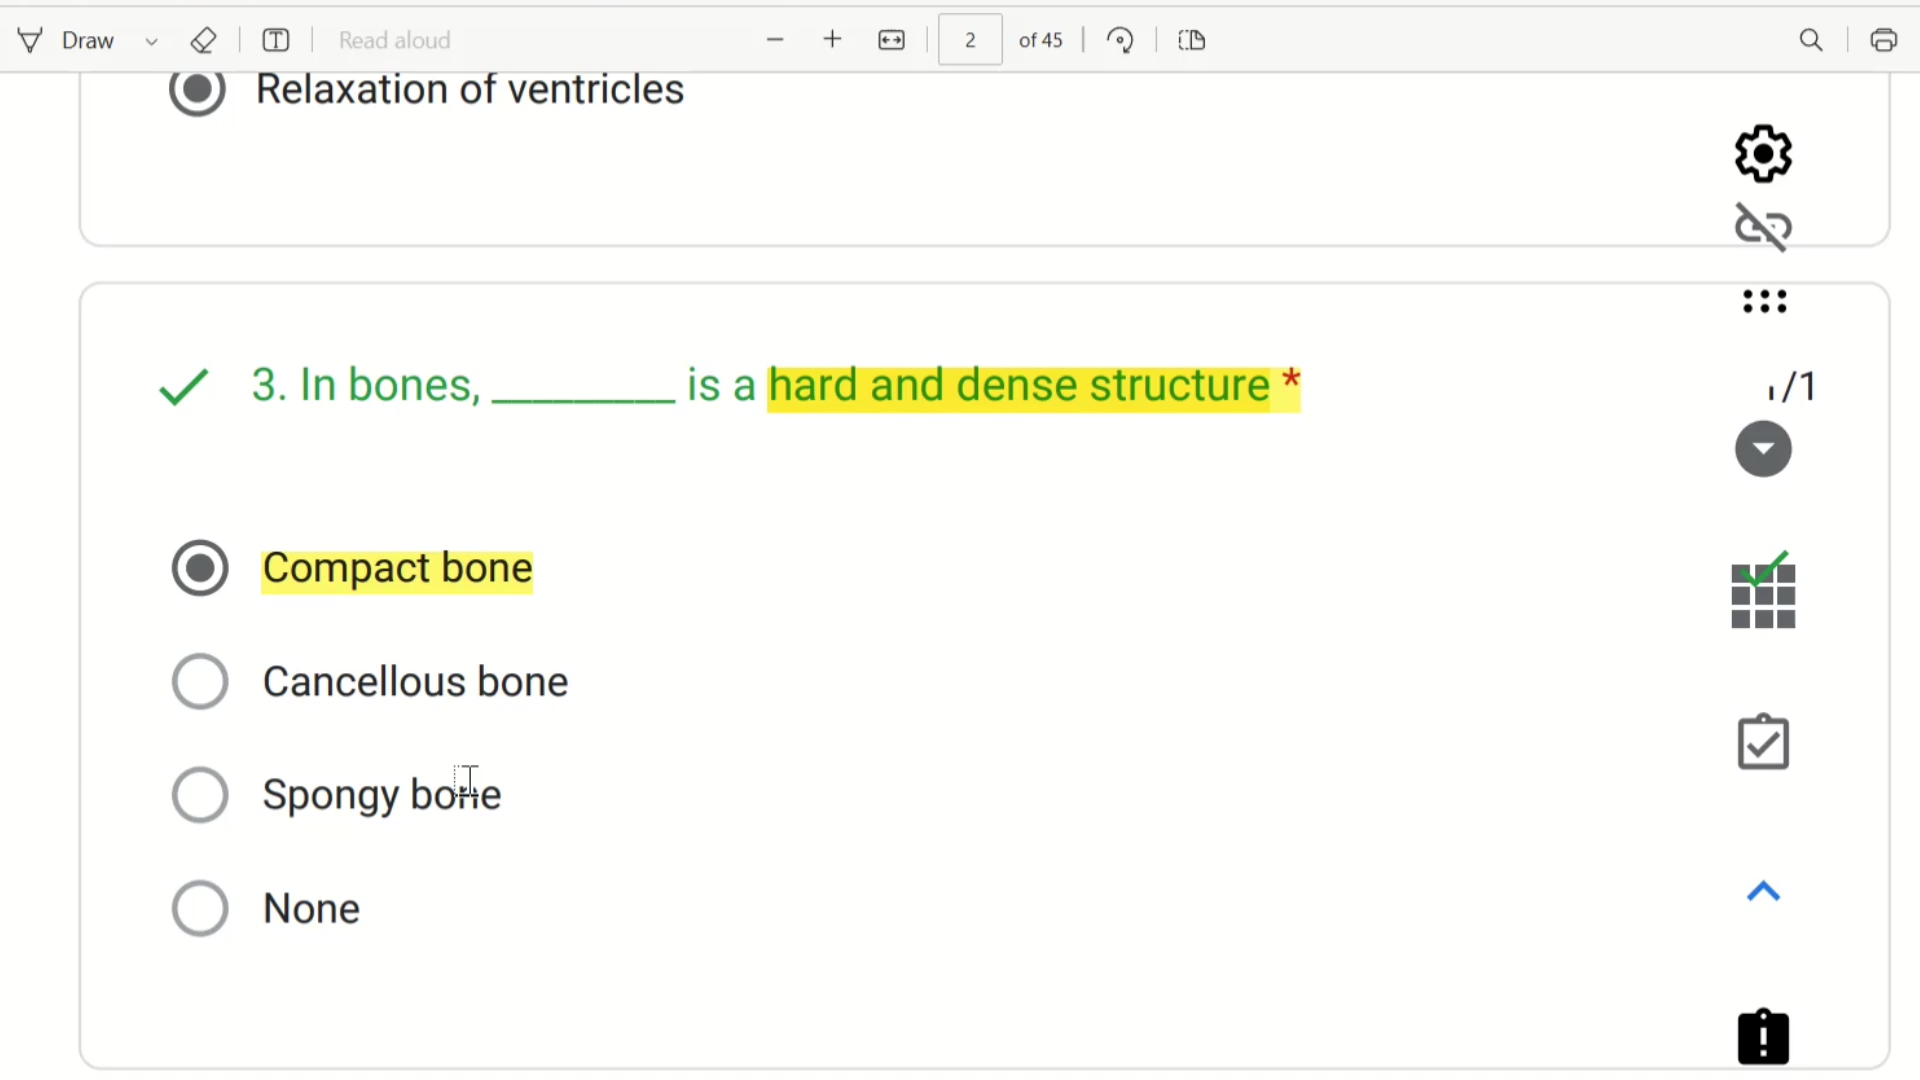 Draw Read aloud 2 of 45
Relaxation of ventricles
3. In bones, _________ is a hard and dense structure *
/1
Compact bone
Cancellous bone
Spongy bone
None